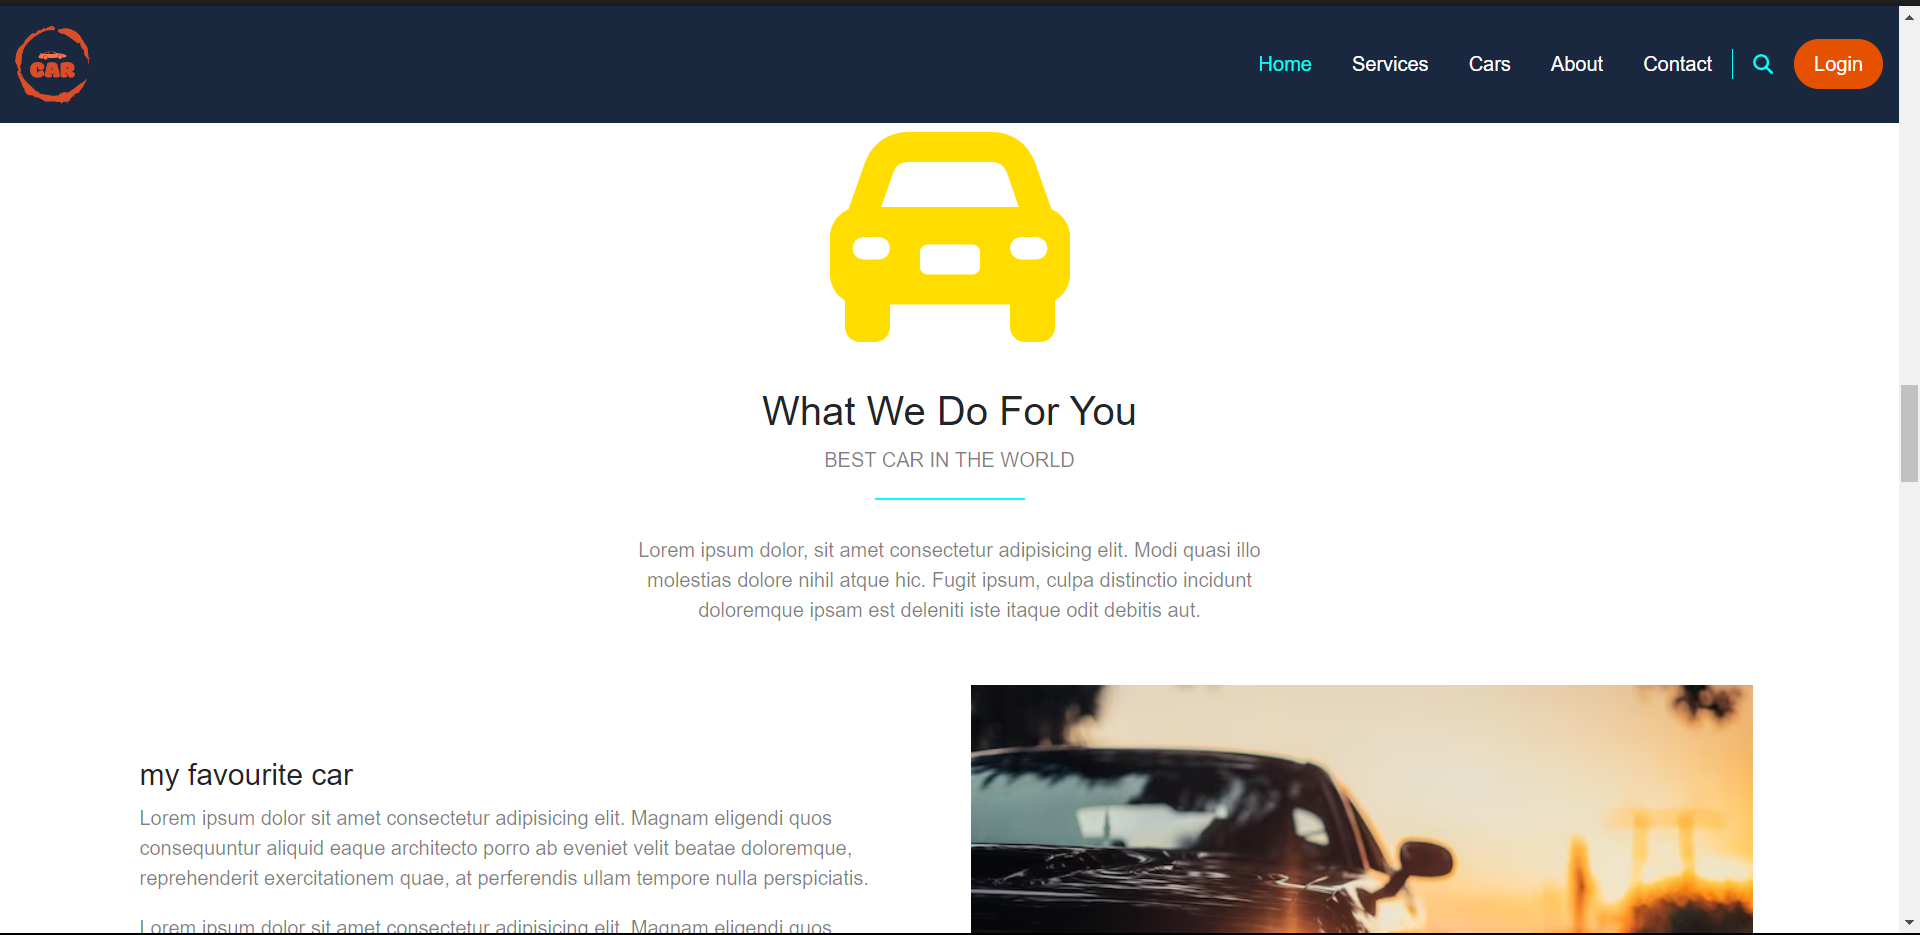 CAR
Home Services Cars About Contact Login
What We Do For You
BEST CAR IN THE WORLD
Lorem ipsum dolor, sit amet consectetur adipisicing elit. Modi quasi illo
molestias dolore nihil atque hic. Fugit ipsum, culpa distinctio incidunt
doloremque ipsam est deleniti iste itaque odit debitis aut.
my favourite car
Lorem ipsum dolor sit amet consectetur adipisicing elit. Magnam eligendi quos
consequuntur aliquid eaque architecto porro ab eveniet velit beatae doloremque,
reprehenderit exercitationem quae, at perferendis ullam tempore nulla perspiciatis.
Lorem ipsum dolor sit amet consectetur adipisicing elit. Magnam eligendi quos